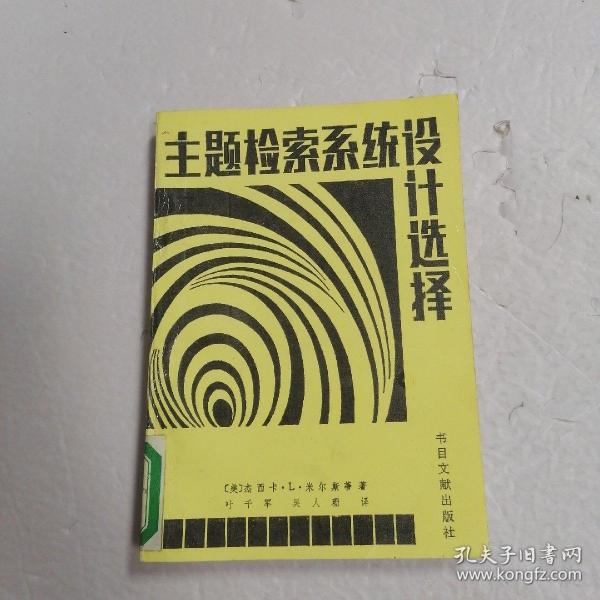 主题检索系统设计选择
〔美〕杰西卡·L·米尔斯蒂著
叶千军 吴人珊 译
书目文献出版社
孔夫子旧书网
www.kongfz.com